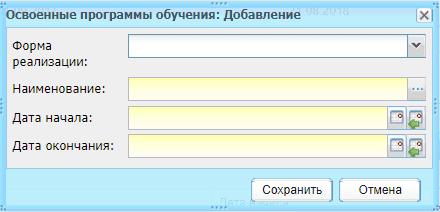 Освоенные программы обучения: Добавление
Форма
реализации:
Наименование:
Дата начала:
Дата окончания:
Сохранить
Отмена